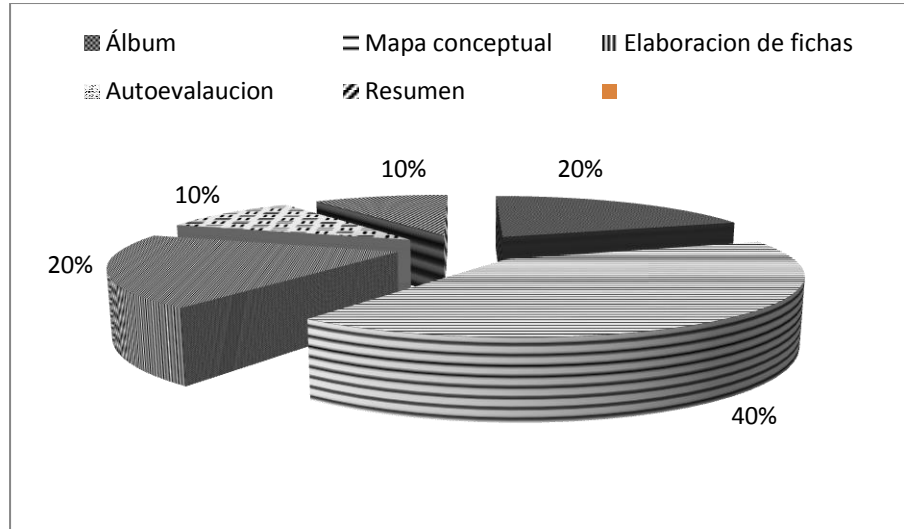 Álbum Mapa conceptual Elaboracion de fichas
Autoevalaucion Resumen
10% 20%
10%
20%
40%